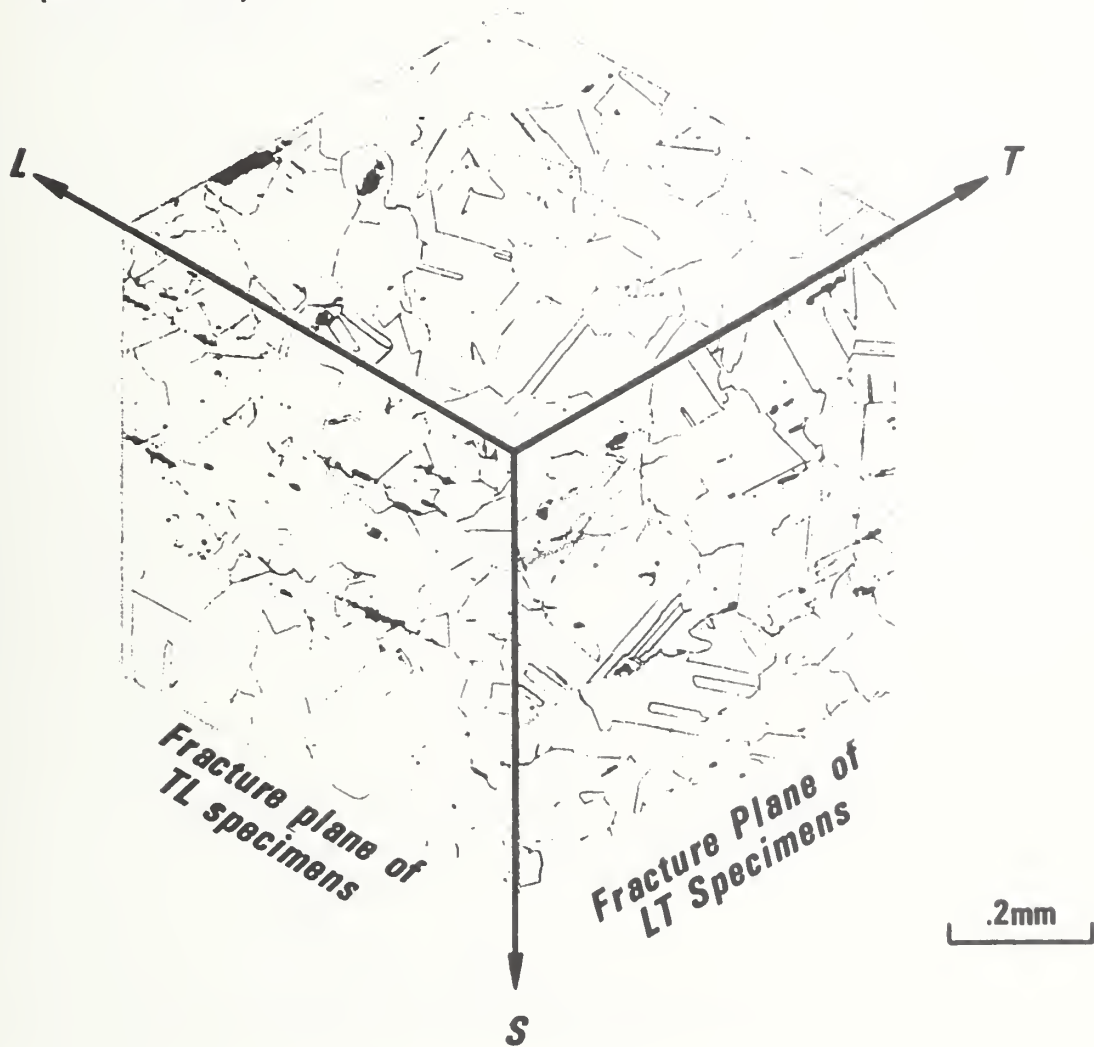 L
T
Fracture plane of
TL specimens
Fracture Plane of
LT Specimens
.2mm
S